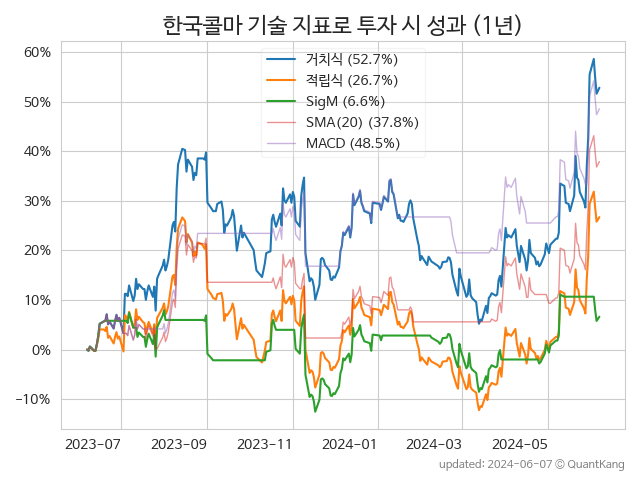 한국콜마 기술 지표로 투자 시 성과 (1년)
60%
50%
40%
30%
20%
10%
0%
−10%
거치식 (52.7%)
적립식 (26.7%)
SigM (6.6%)
SMA(20) (37.8%)
MACD (48.5%)
2023-07
2023-09
2023-11
2024-01
2024-03
2024-05
updated: 2024-06-07 © QuantKang